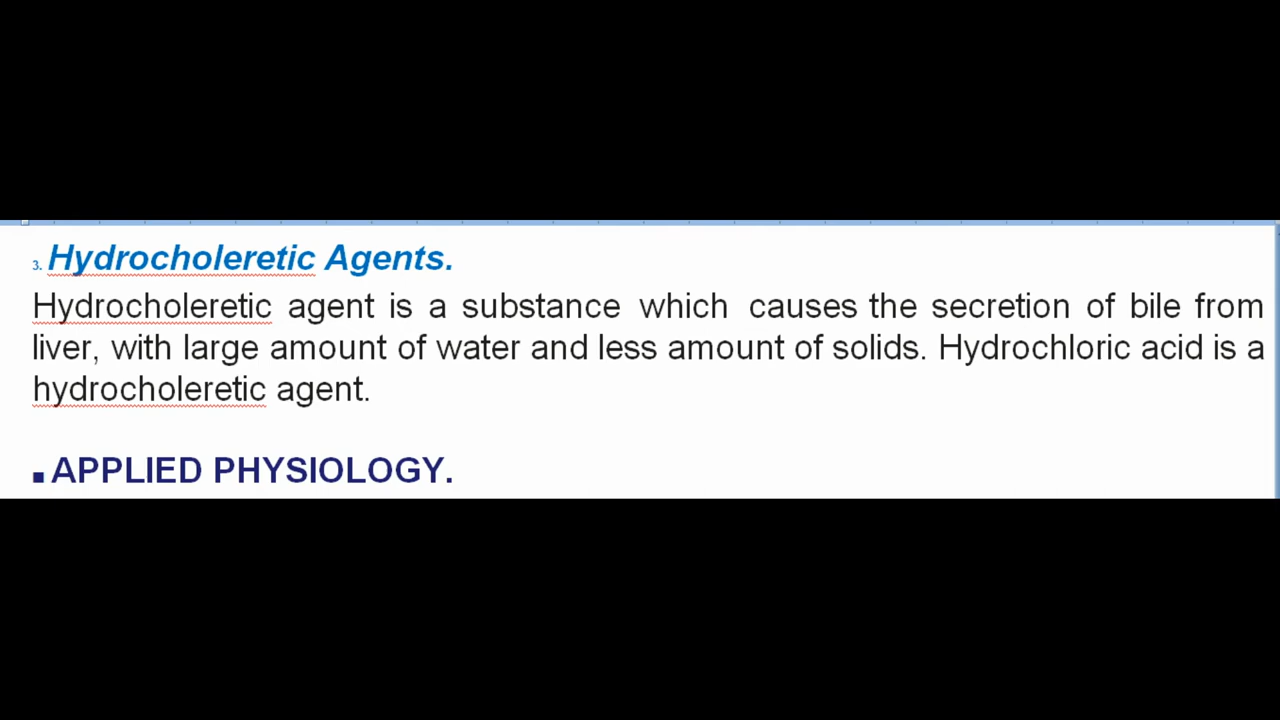 3. Hydrocholeretic Agents.
Hydrocholeretic agent is a substance which causes the secretion of bile from
liver, with large amount of water and less amount of solids. Hydrochloric acid is a
hydrocholeretic agent.
▪ APPLIED PHYSIOLOGY.